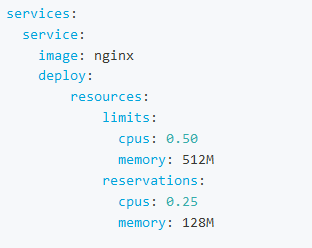 services:
  service:
    image: nginx
    deploy:
        resources:
            limits:
              cpus: 0.50
              memory: 512M
            reservations:
              cpus: 0.25
              memory: 128M